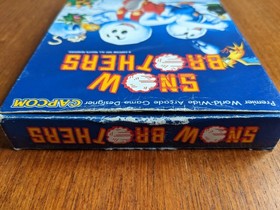 SNOW
BROTHERS
Premier World-Wide Arcade Game Designer
CAPCOM
SNOW BROTHERS